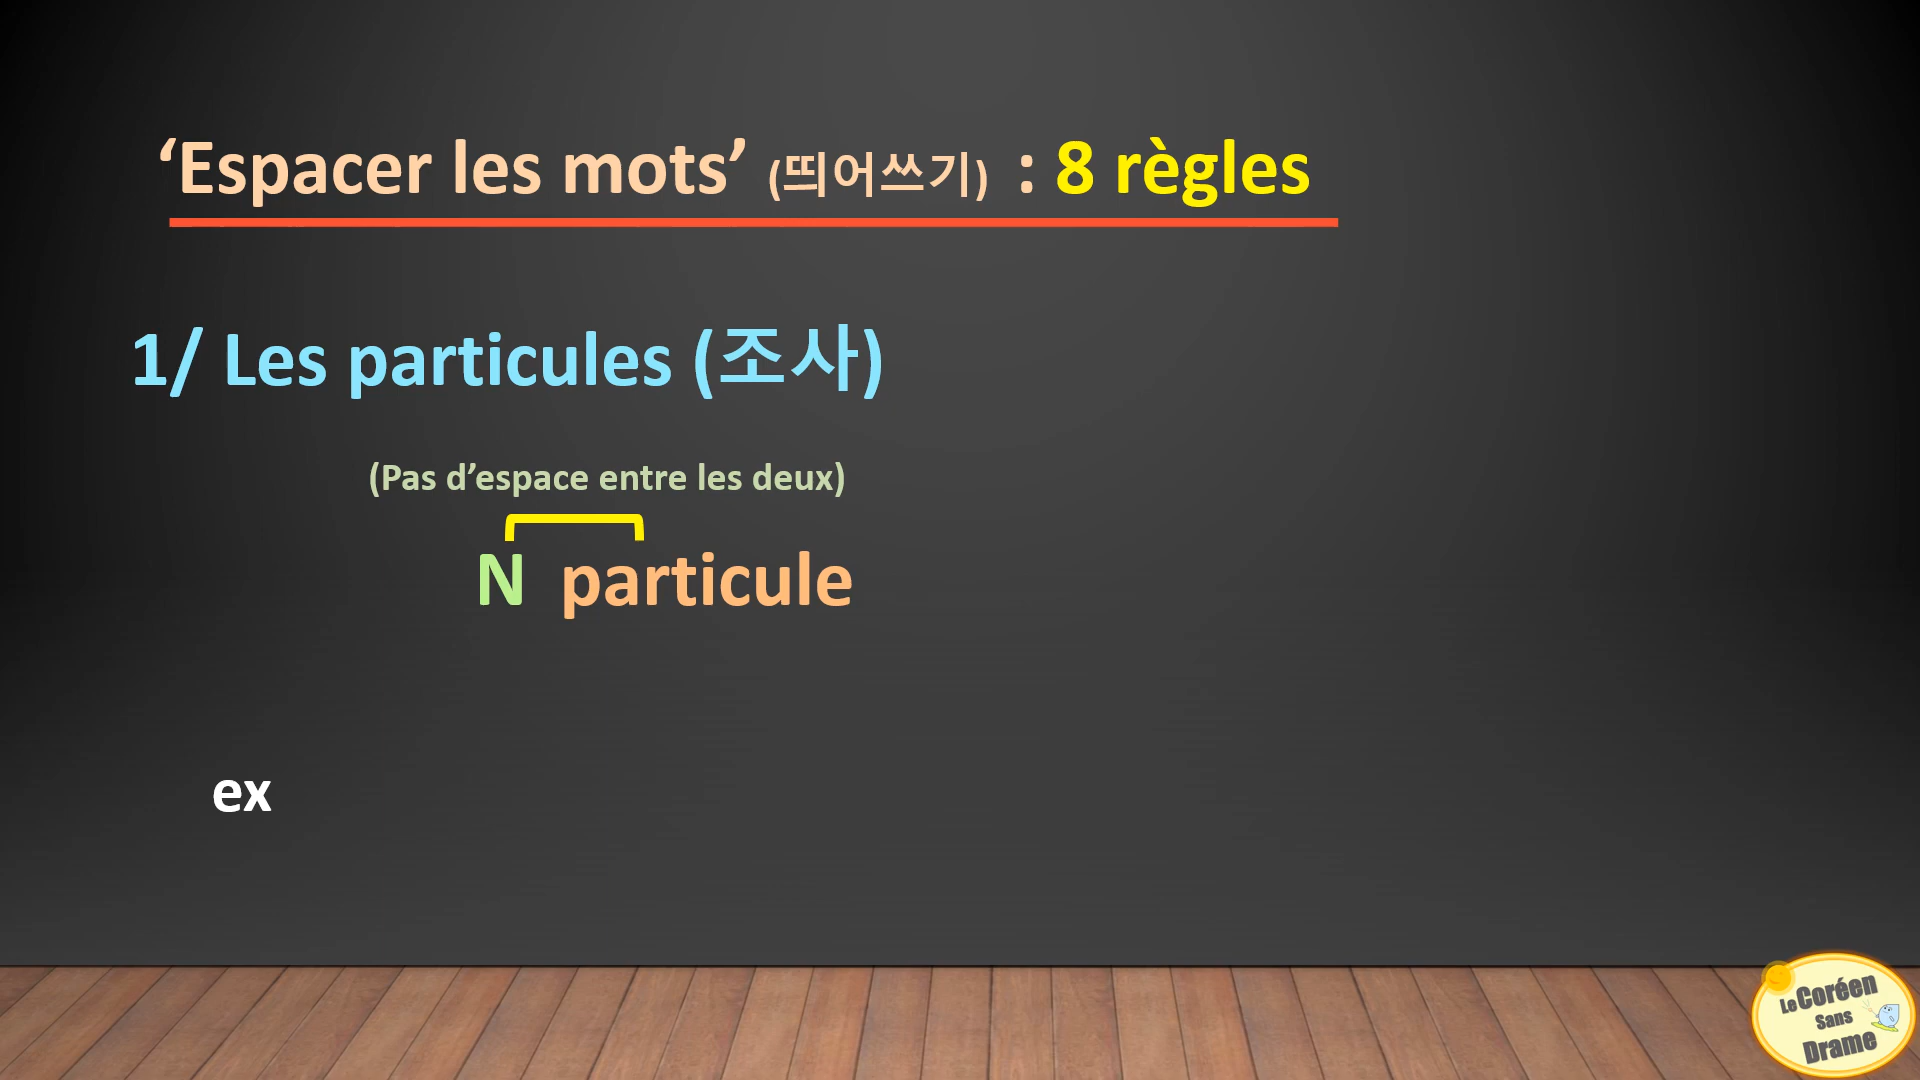 ‘Espacer les mots’ (띄어쓰기) : 8 règles
1/ Les particules (조사)
(Pas d’espace entre les deux)
N particule
ex
Le Coréen
Sans
Drame